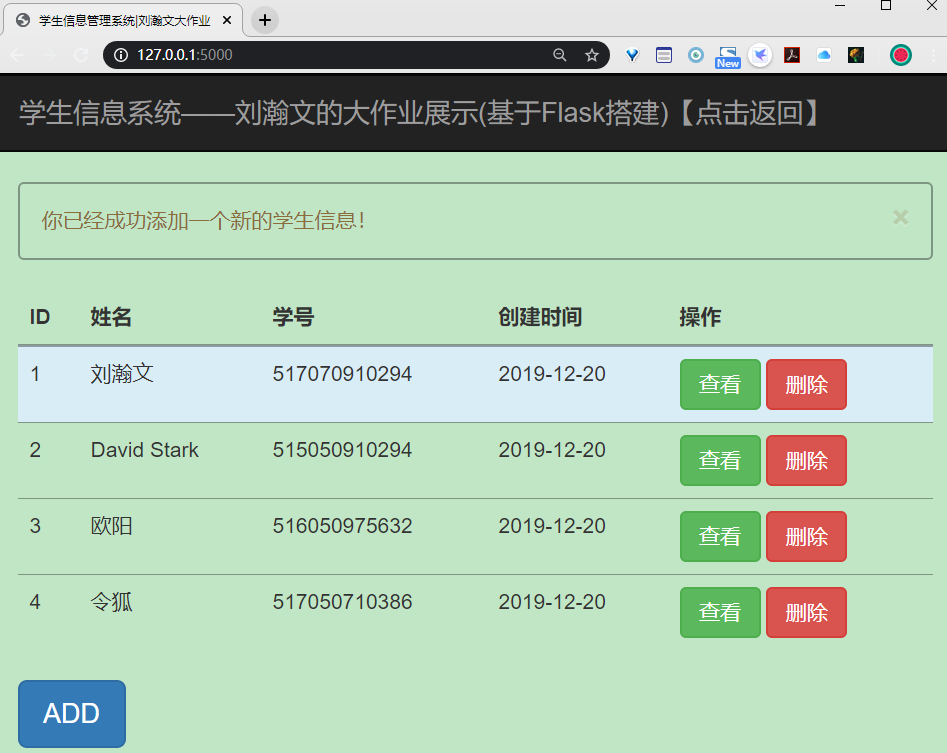 学生信息管理系统|刘瀚文大作业
127.0.0.1:5000
New
学生信息系统——刘瀚文的大作业展示(基于Flask搭建)【点击返回】
你已经成功添加一个新的学生信息!
ID 姓名 学号 创建时间 操作
1 刘瀚文 517070910294 2019-12-20 查看 删除
2 David Stark 515050910294 2019-12-20 查看 删除
3 欧阳 516050975632 2019-12-20 查看 删除
4 令狐 517050710386 2019-12-20 查看 删除
ADD